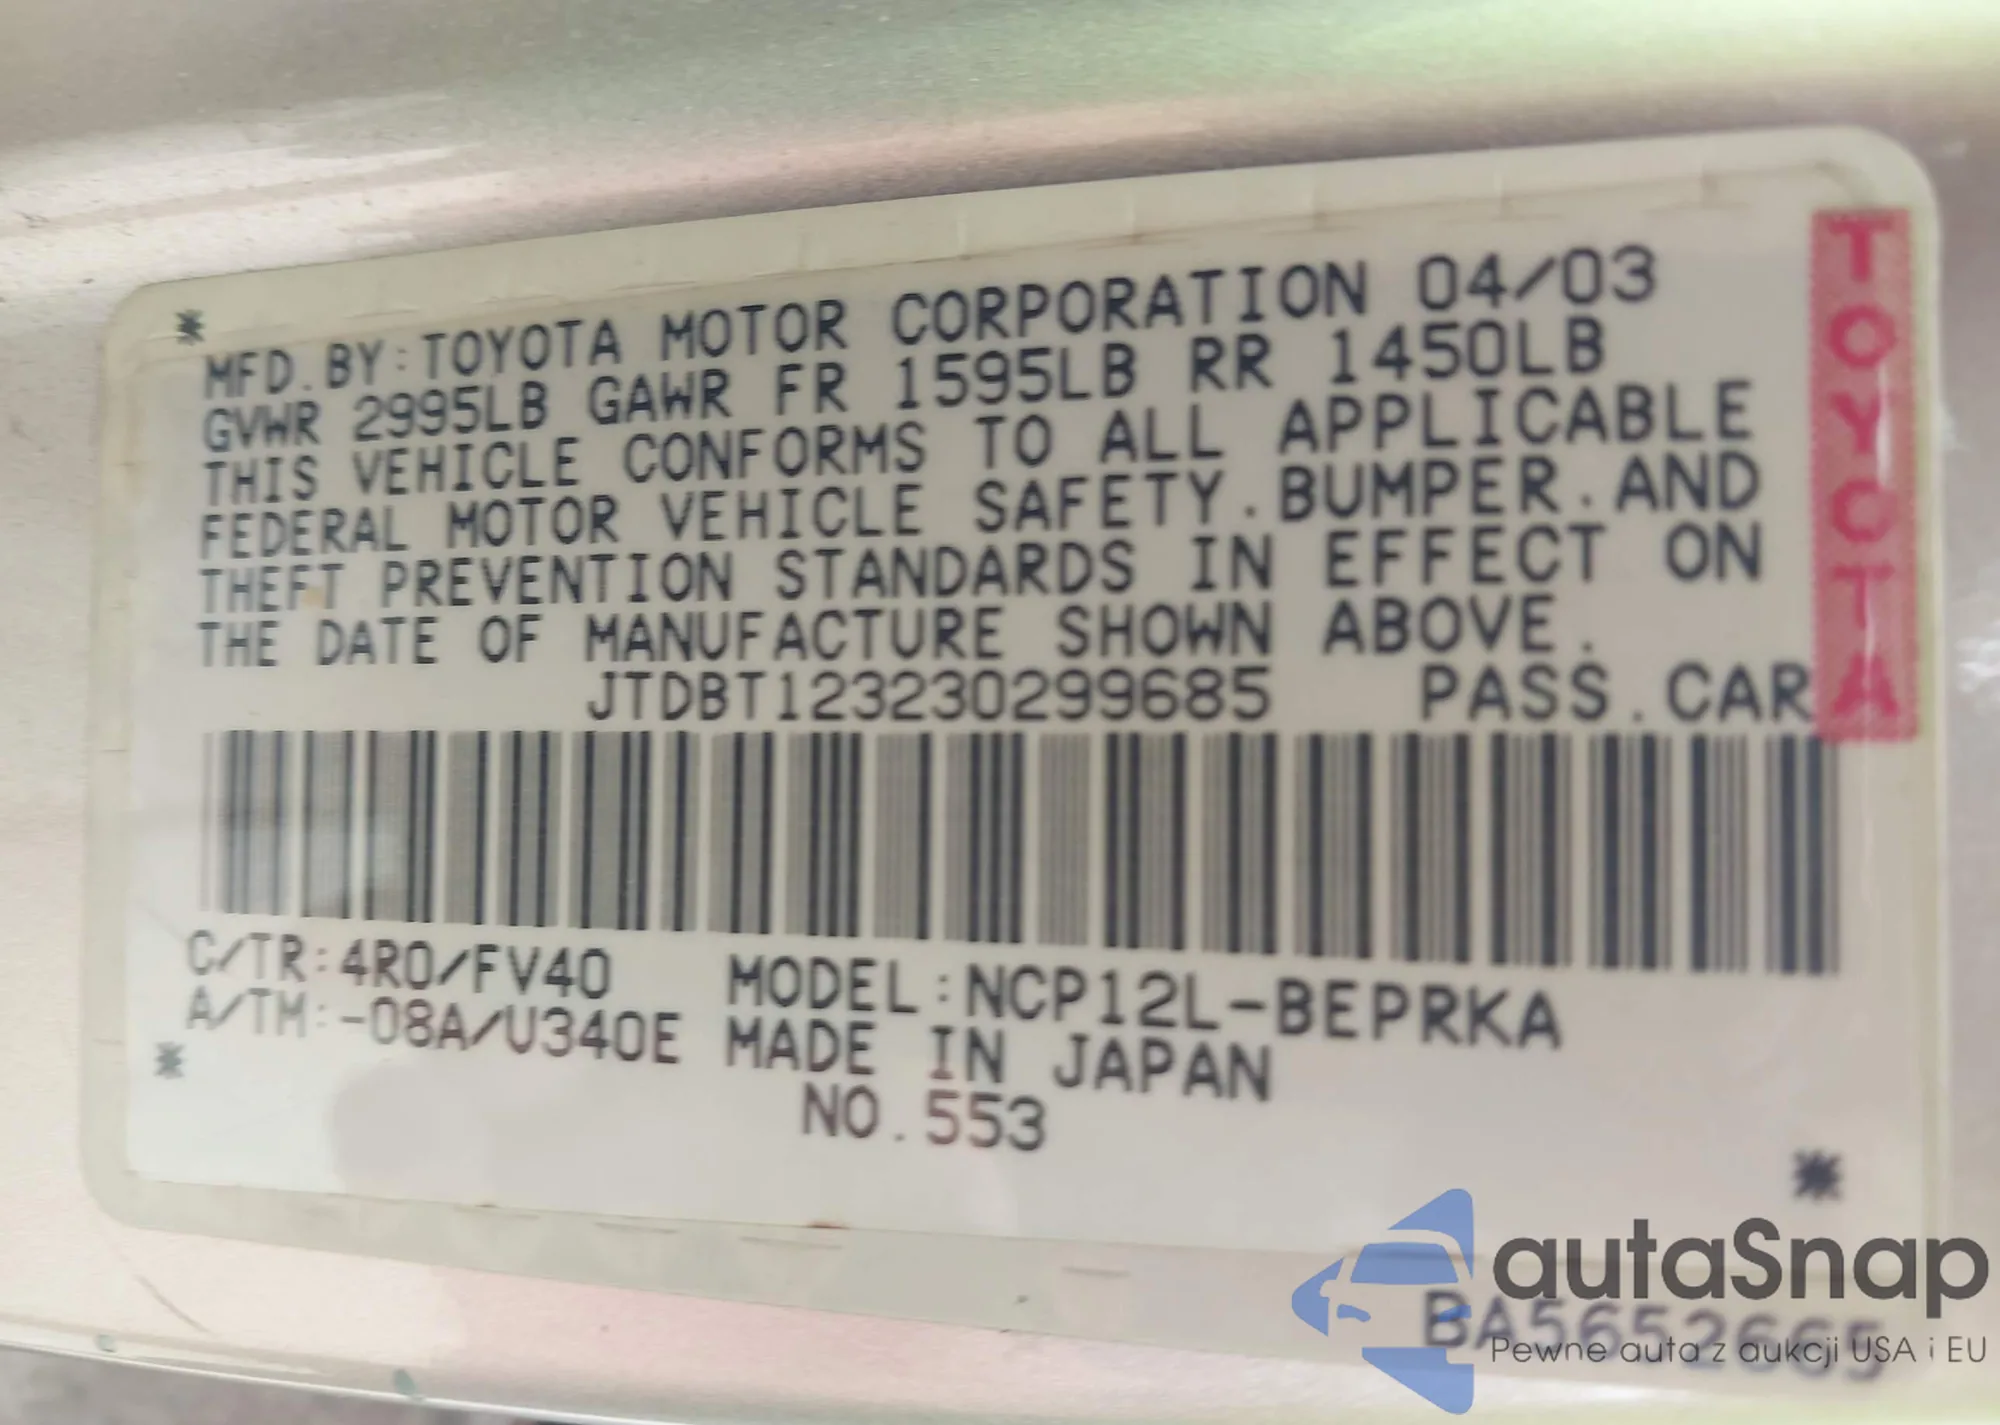 MFD.BY:TOYOTA MOTOR CORPORATION 04/03
GVWR 2995LB GAWR FR 1595LB RR 1450LB
THIS VEHICLE CONFORMS TO ALL APPLICABLE
FEDERAL MOTOR VEHICLE SAFETY.BUMPER.AND
THEFT PREVENTION STANDARDS IN EFFECT ON
THE DATE OF MANUFACTURE SHOWN ABOVE.
JTDBT123230299685 PASS.CAR
TOYOTA
C/TR:4R0/FV40 MODEL:NCP12L-BEPRKA
A/TM:-08A/U340E MADE IN JAPAN
NO.553
autaSnap
BA5652665
Pewne auta z aukcji USA i EU